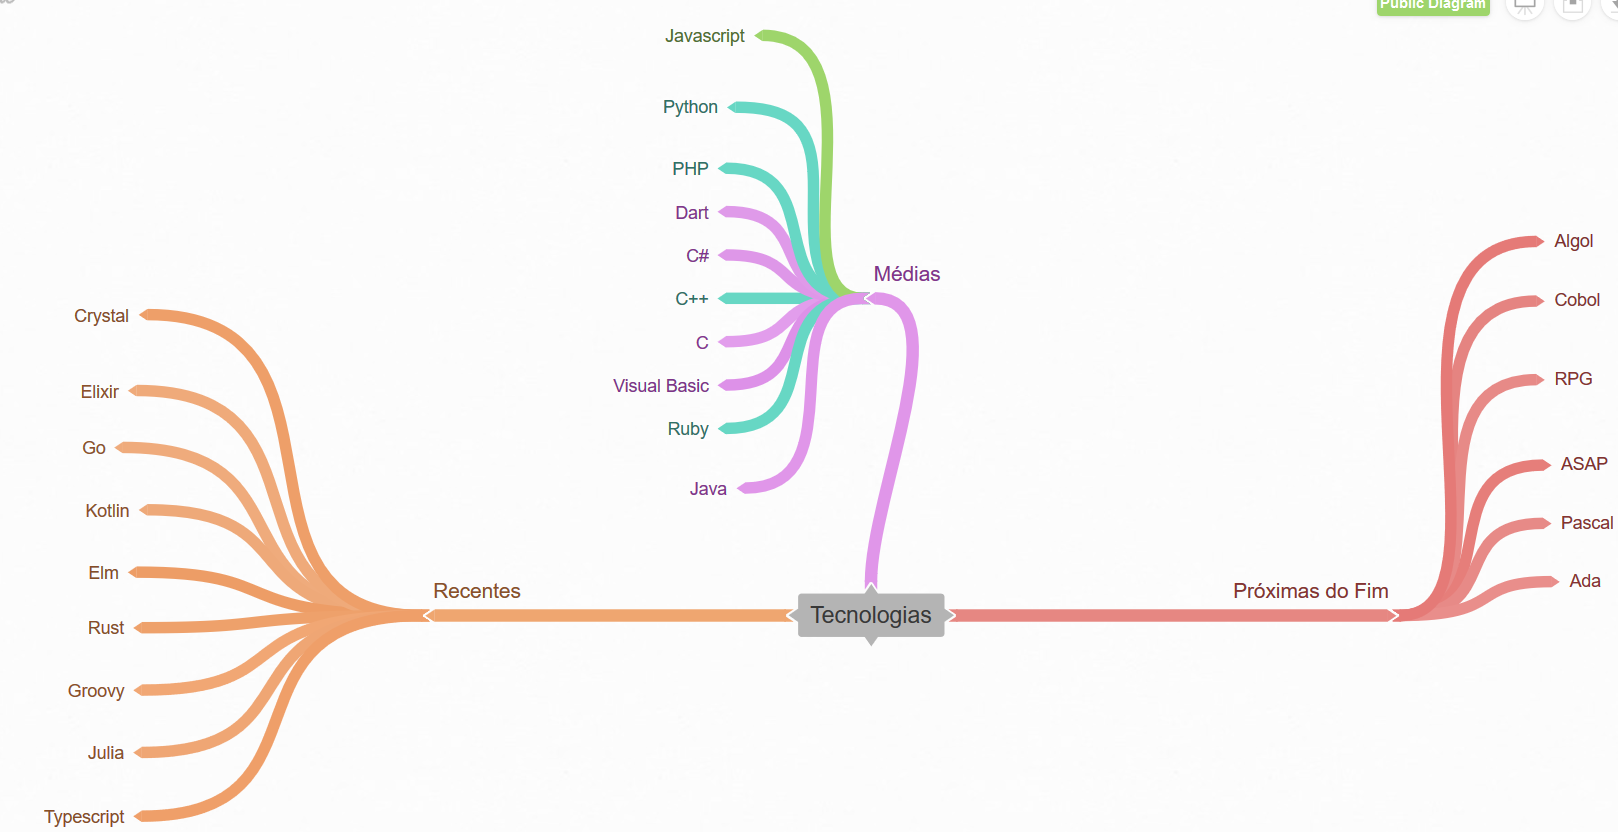 Public Diagram
Javascript
Python
PHP
Dart
C#
C++
C
Visual Basic
Ruby
Java
Médias
Crystal
Elixir
Go
Kotlin
Elm
Rust
Groovy
Julia
Typescript
Recentes
Tecnologias
Próximas do Fim
Algol
Cobol
RPG
ASAP
Pascal
Ada